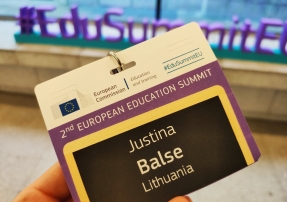 #EduSummitEU
European
Commission
Education
and training
#EduSummitEU
2nd EUROPEAN EDUCATION SUMMIT
Justina
Balse
Lithuania